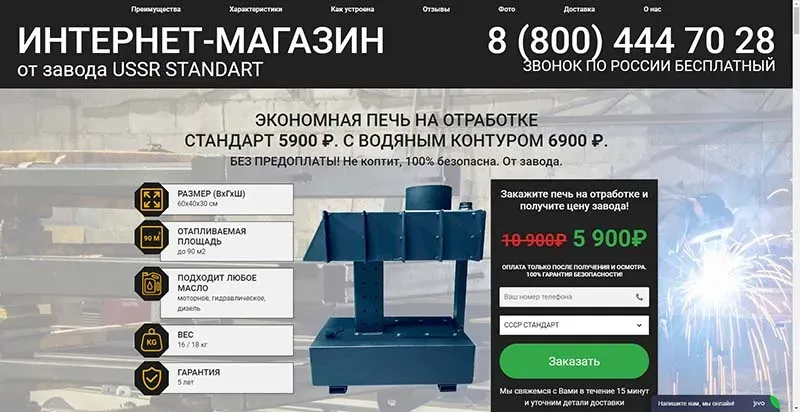 Преимущества Характеристики Как устроена Отзывы Фото Доставка О нас
ИНТЕРНЕТ-МАГАЗИН
от завода USSR STANDART
8 (800) 444 70 28
ЗВОНОК ПО РОССИИ БЕСПЛАТНЫЙ
ЭКОНОМНАЯ ПЕЧЬ НА ОТРАБОТКЕ
СТАНДАРТ 5900 ₽. С ВОДЯНЫМ КОНТУРОМ 6900 ₽.
БЕЗ ПРЕДОПЛАТЫ! Не коптит, 100% безопасна. От завода.
РАЗМЕР (ВхГхШ)
60х40х30 см
90 М²
ОТАПЛИВАЕМАЯ
ПЛОЩАДЬ
до 90 м2
ПОДХОДИТ ЛЮБОЕ
МАСЛО
моторное, гидравлическое,
дизель
KG
ВЕС
16 / 18 кг
ГАРАНТИЯ
5 лет
Закажите печь на отработке и
получите цену завода!
10 900₽ 5 900₽
ОПЛАТА ТОЛЬКО ПОСЛЕ ПОЛУЧЕНИЯ И ОСМОТРА.
100% ГАРАНТИЯ БЕЗОПАСНОСТИ!
Ваш номер телефона
СССР СТАНДАРТ
Заказать
Мы свяжемся с Вами в течение 15 минут
и уточним детали доставки
Напишите нам, мы онлайн! jivo